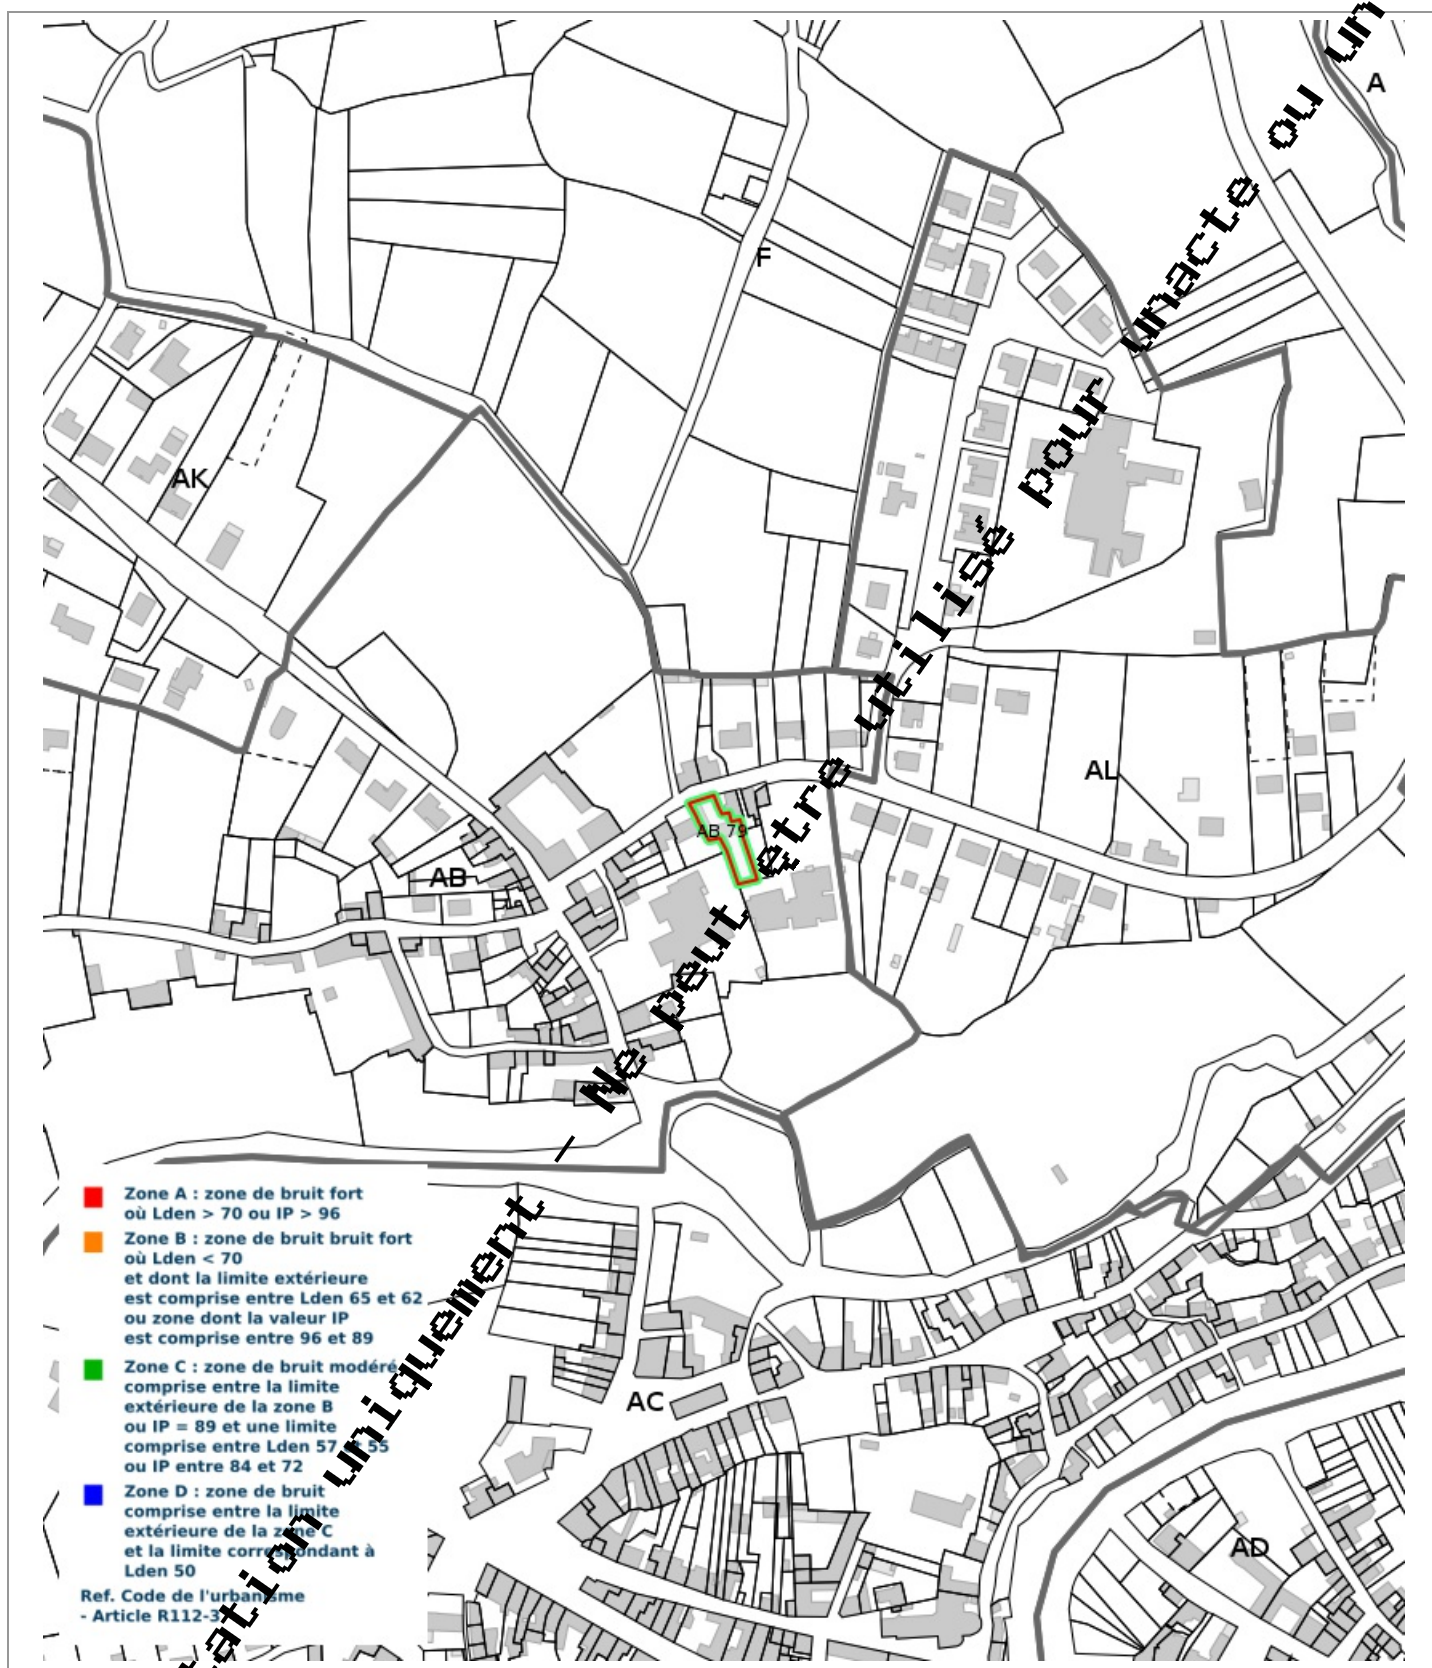 A
F
AK
AL
AB 79
AB
AC
AD
Zone A : zone de bruit fort
où Lden > 70 ou IP > 96
Zone B : zone de bruit bruit fort
où Lden < 70
et dont la limite extérieure
est comprise entre Lden 65 et 62
ou zone dont la valeur IP
est comprise entre 96 et 89
Zone C : zone de bruit modéré
comprise entre la limite
extérieure de la zone B
ou IP = 89 et une limite
comprise entre Lden 57 et 55
ou IP entre 84 et 72
Zone D : zone de bruit
comprise entre la limite
extérieure de la zone C
et la limite correspondant à
Lden 50
Ref. Code de l'urbanisme
- Article R112-3
uniquement - Ne peut etre utilisé pour un acte ou un